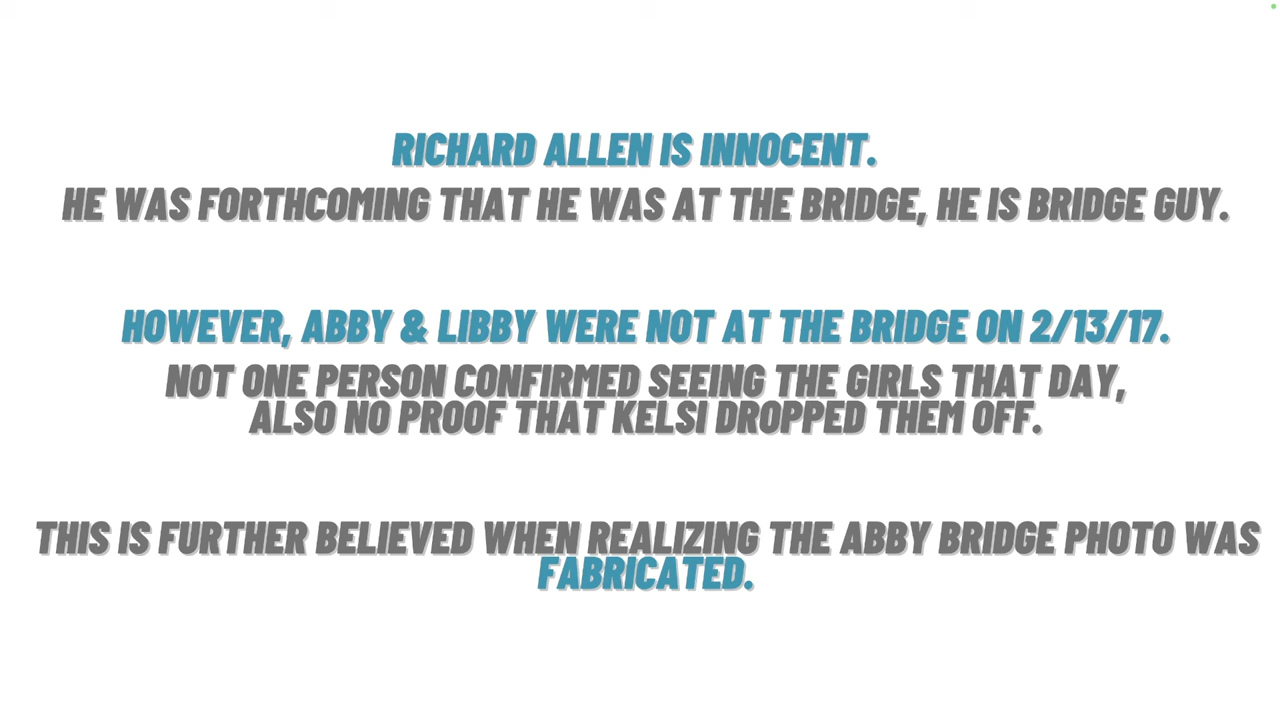 RICHARD ALLEN IS INNOCENT.
HE WAS FORTHCOMING THAT HE WAS AT THE BRIDGE, HE IS BRIDGE GUY.
HOWEVER, ABBY & LIBBY WERE NOT AT THE BRIDGE ON 2/13/17.
NOT ONE PERSON CONFIRMED SEEING THE GIRLS THAT DAY,
ALSO NO PROOF THAT KELSI DROPPED THEM OFF.
THIS IS FURTHER BELIEVED WHEN REALIZING THE ABBY BRIDGE PHOTO WAS
FABRICATED.